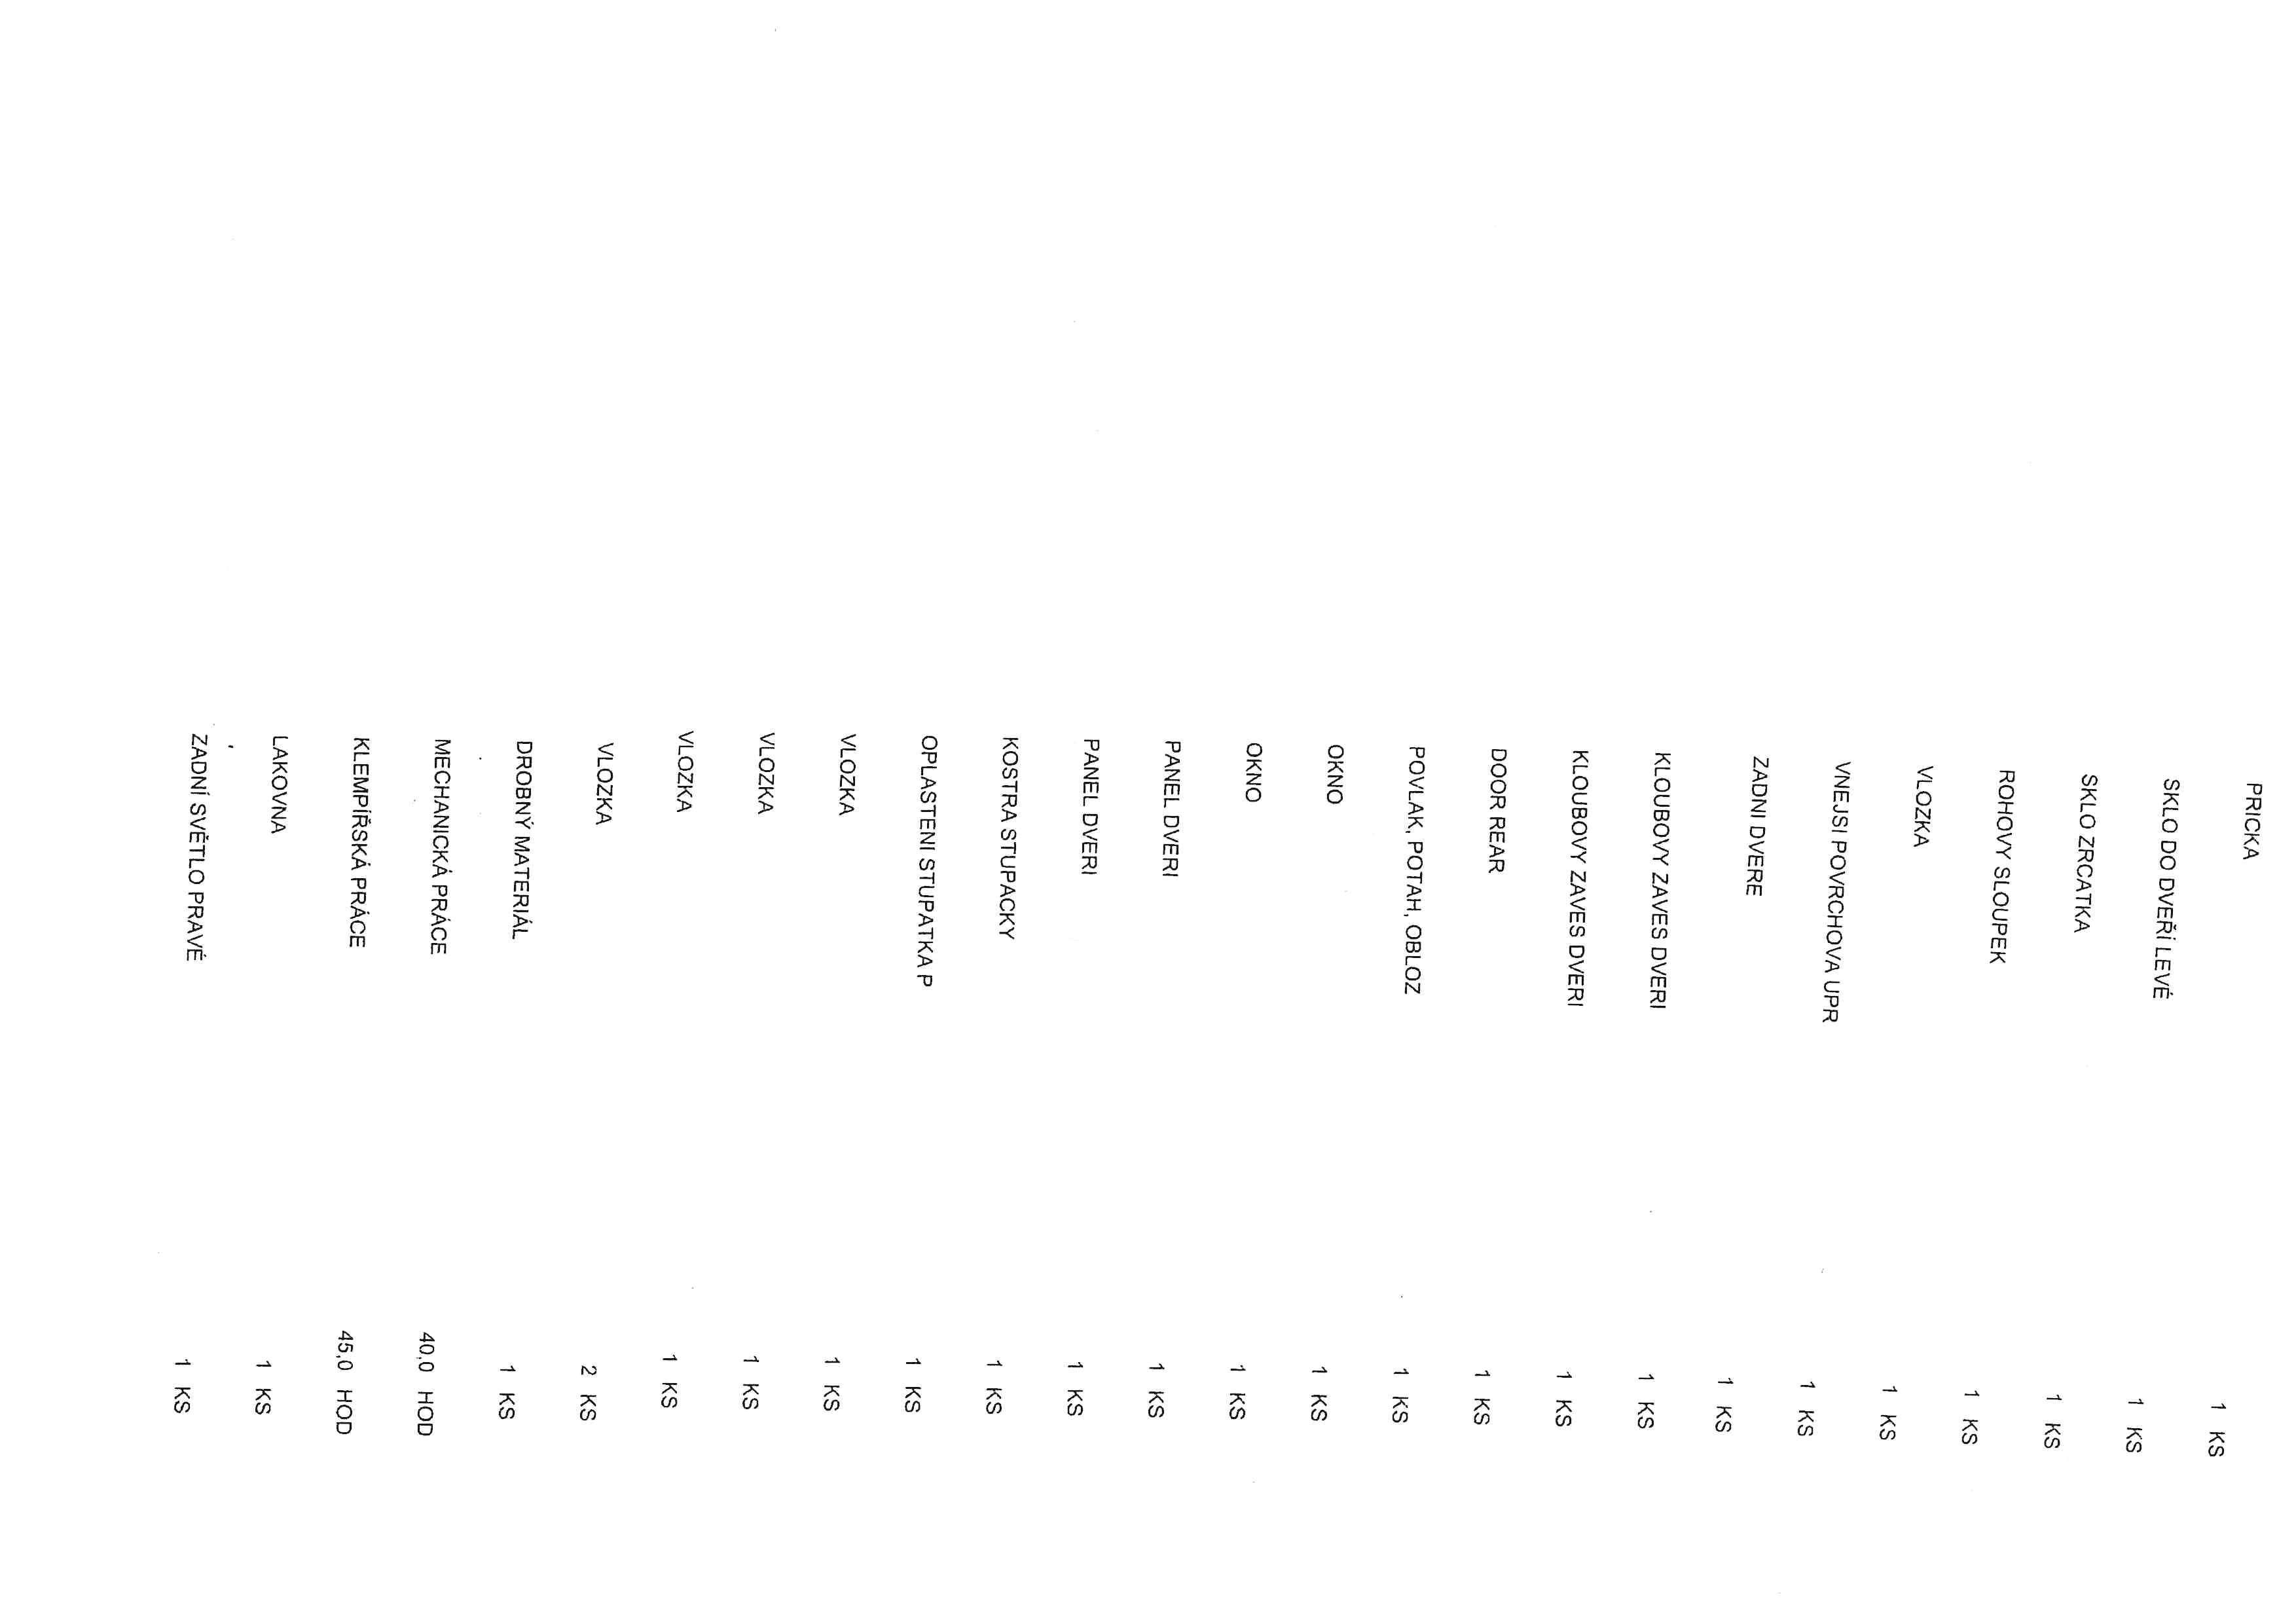 PRICKA 1 KS
SKLO DO DVEŘÍ LEVÉ 1 KS
SKLO ZRCATKA 1 KS
ROHOVY SLOUPEK 1 KS
VLOZKA 1 KS
VNEJSI POVRCHOVA UPR 1 KS
ZADNI DVERE 1 KS
KLOUBOVY ZAVES DVERI 1 KS
KLOUBOVY ZAVES DVERI 1 KS
DOOR REAR 1 KS
POVLAK, POTAH, OBLOZ 1 KS
OKNO 1 KS
OKNO 1 KS
PANEL DVERI 1 KS
PANEL DVERI 1 KS
KOSTRA STUPACKY 1 KS
OPLASTENI STUPATKA P 1 KS
VLOZKA 1 KS
VLOZKA 1 KS
VLOZKA 1 KS
VLOZKA 2 KS
DROBNÝ MATERIÁL 1 KS
MECHANICKÁ PRÁCE 40,0 HOD
KLEMPÍŘSKÁ PRÁCE 45,0 HOD
LAKOVNA 1 KS
ZADNÍ SVĚTLO PRAVÉ 1 KS